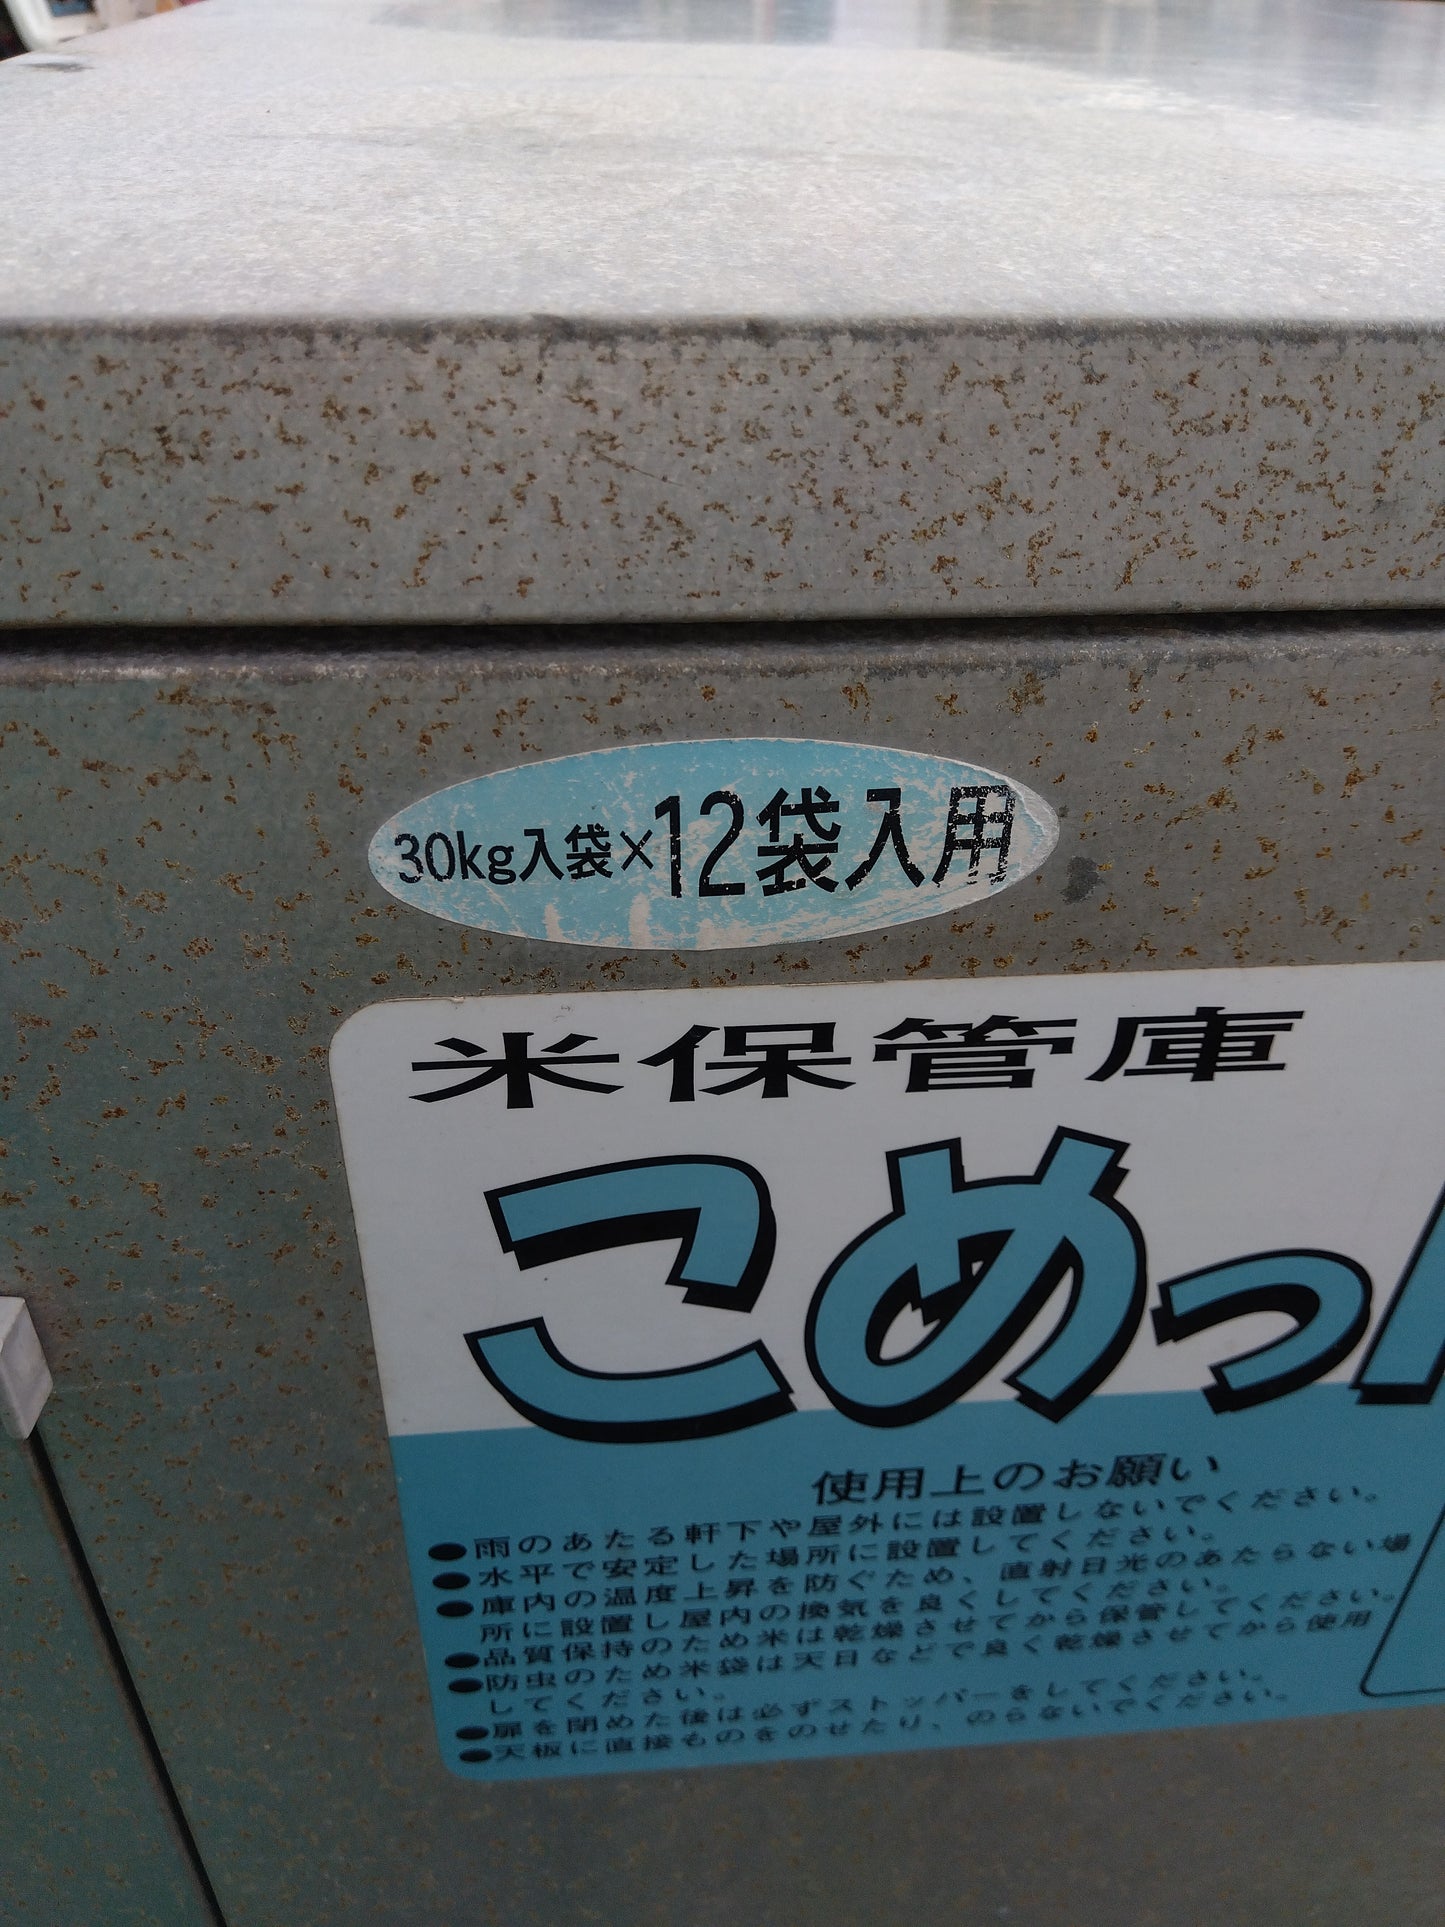 30kg入袋×12袋入用
米保管庫
こめっ
使用上のお願い
●雨のあたる軒下や屋外には設置しないでください。
●水平で安定した場所に設置してください。
●庫内の温度上昇を防ぐため、直射日光のあたらない場
所に設置し屋内の換気を良くしてください。
●品質保持のため米は乾燥させてから保管してください。
●防虫のため米袋は天日などで良く乾燥させてから使用
してください。
●扉を閉めた後は必ずストッパーをしてください。
●天板に直接ものをのせたり、のらないでください。